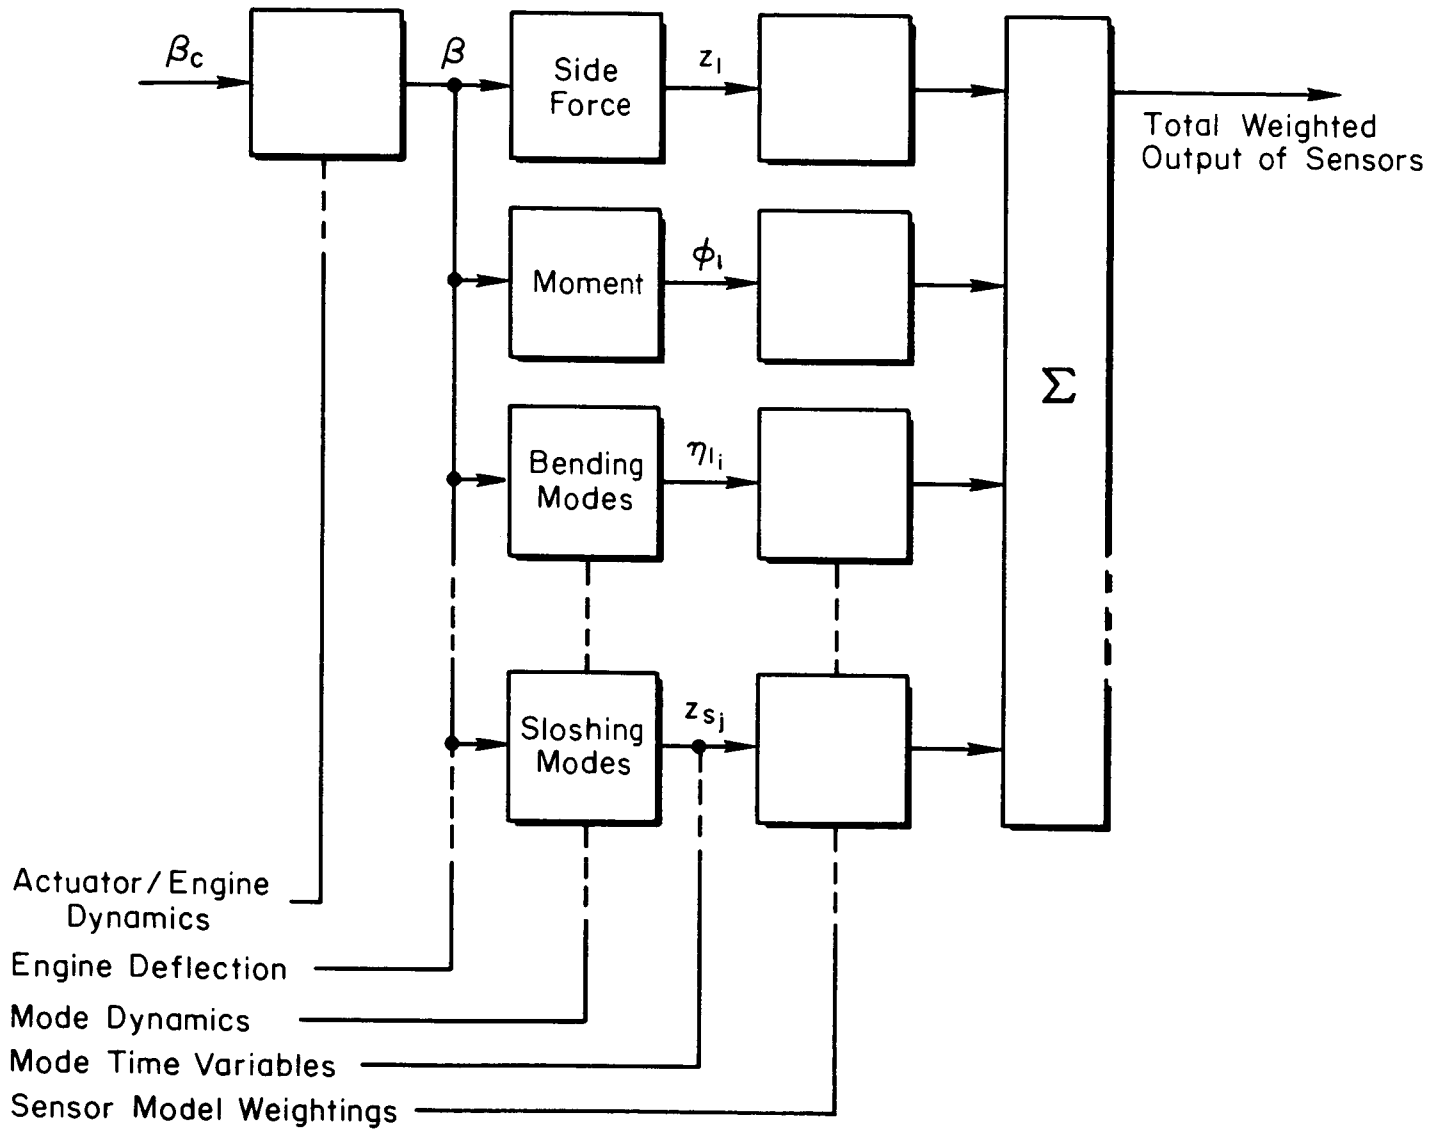 βc
β
Side
Force
z1
Total Weighted
Output of Sensors
Moment
ϕ1
Σ
Bending
Modes
η1i
Sloshing
Modes
zsj
Actuator/Engine
Dynamics
Engine Deflection
Mode Dynamics
Mode Time Variables
Sensor Model Weightings